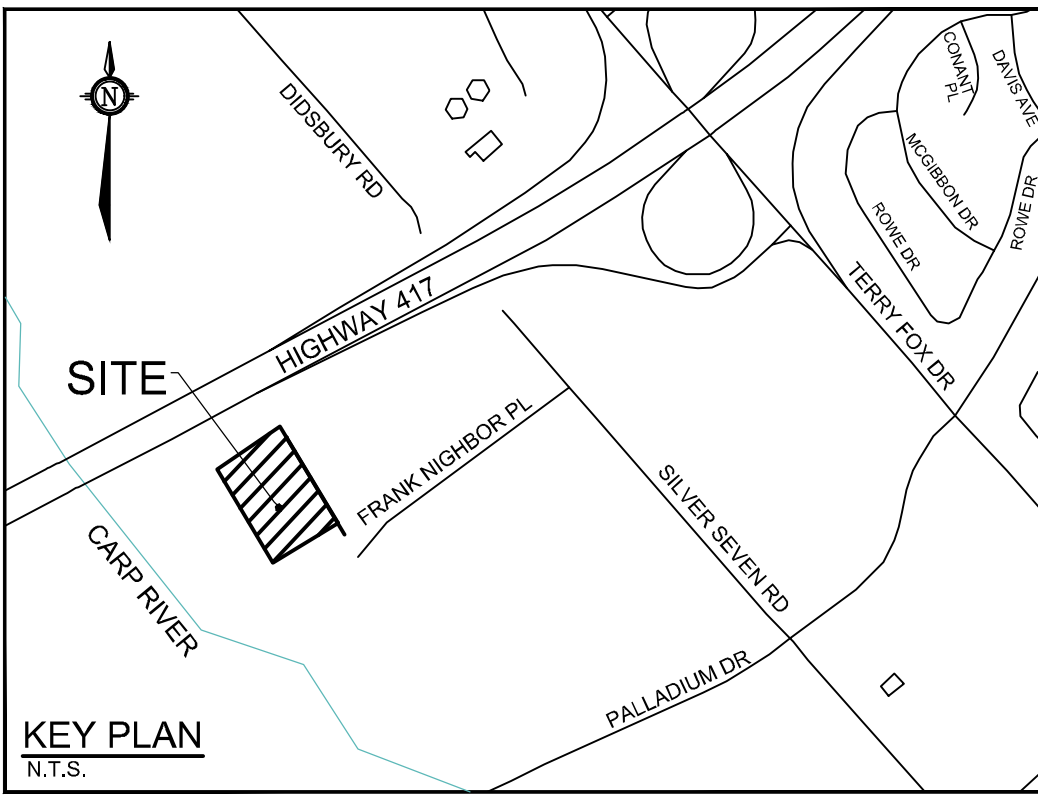 N
DIDSBURY RD
CONANT
PL
DAVIS AVE
MCGIBBON DR
ROWE DR
ROWE DR
TERRY FOX DR
HIGHWAY 417
SITE
FRANK NIGHBOR PL
SILVER SEVEN RD
CARP RIVER
PALLADIUM DR
KEY PLAN
N.T.S.